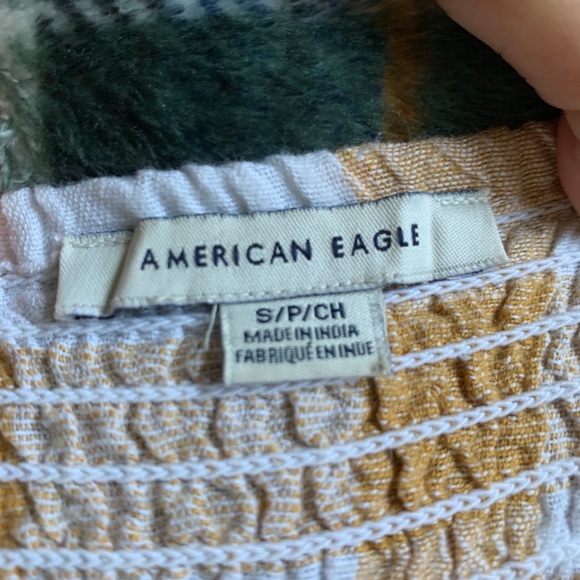 AMERICAN EAGLE
S/P/CH
MADE IN INDIA
FABRIQUÉ EN INDE